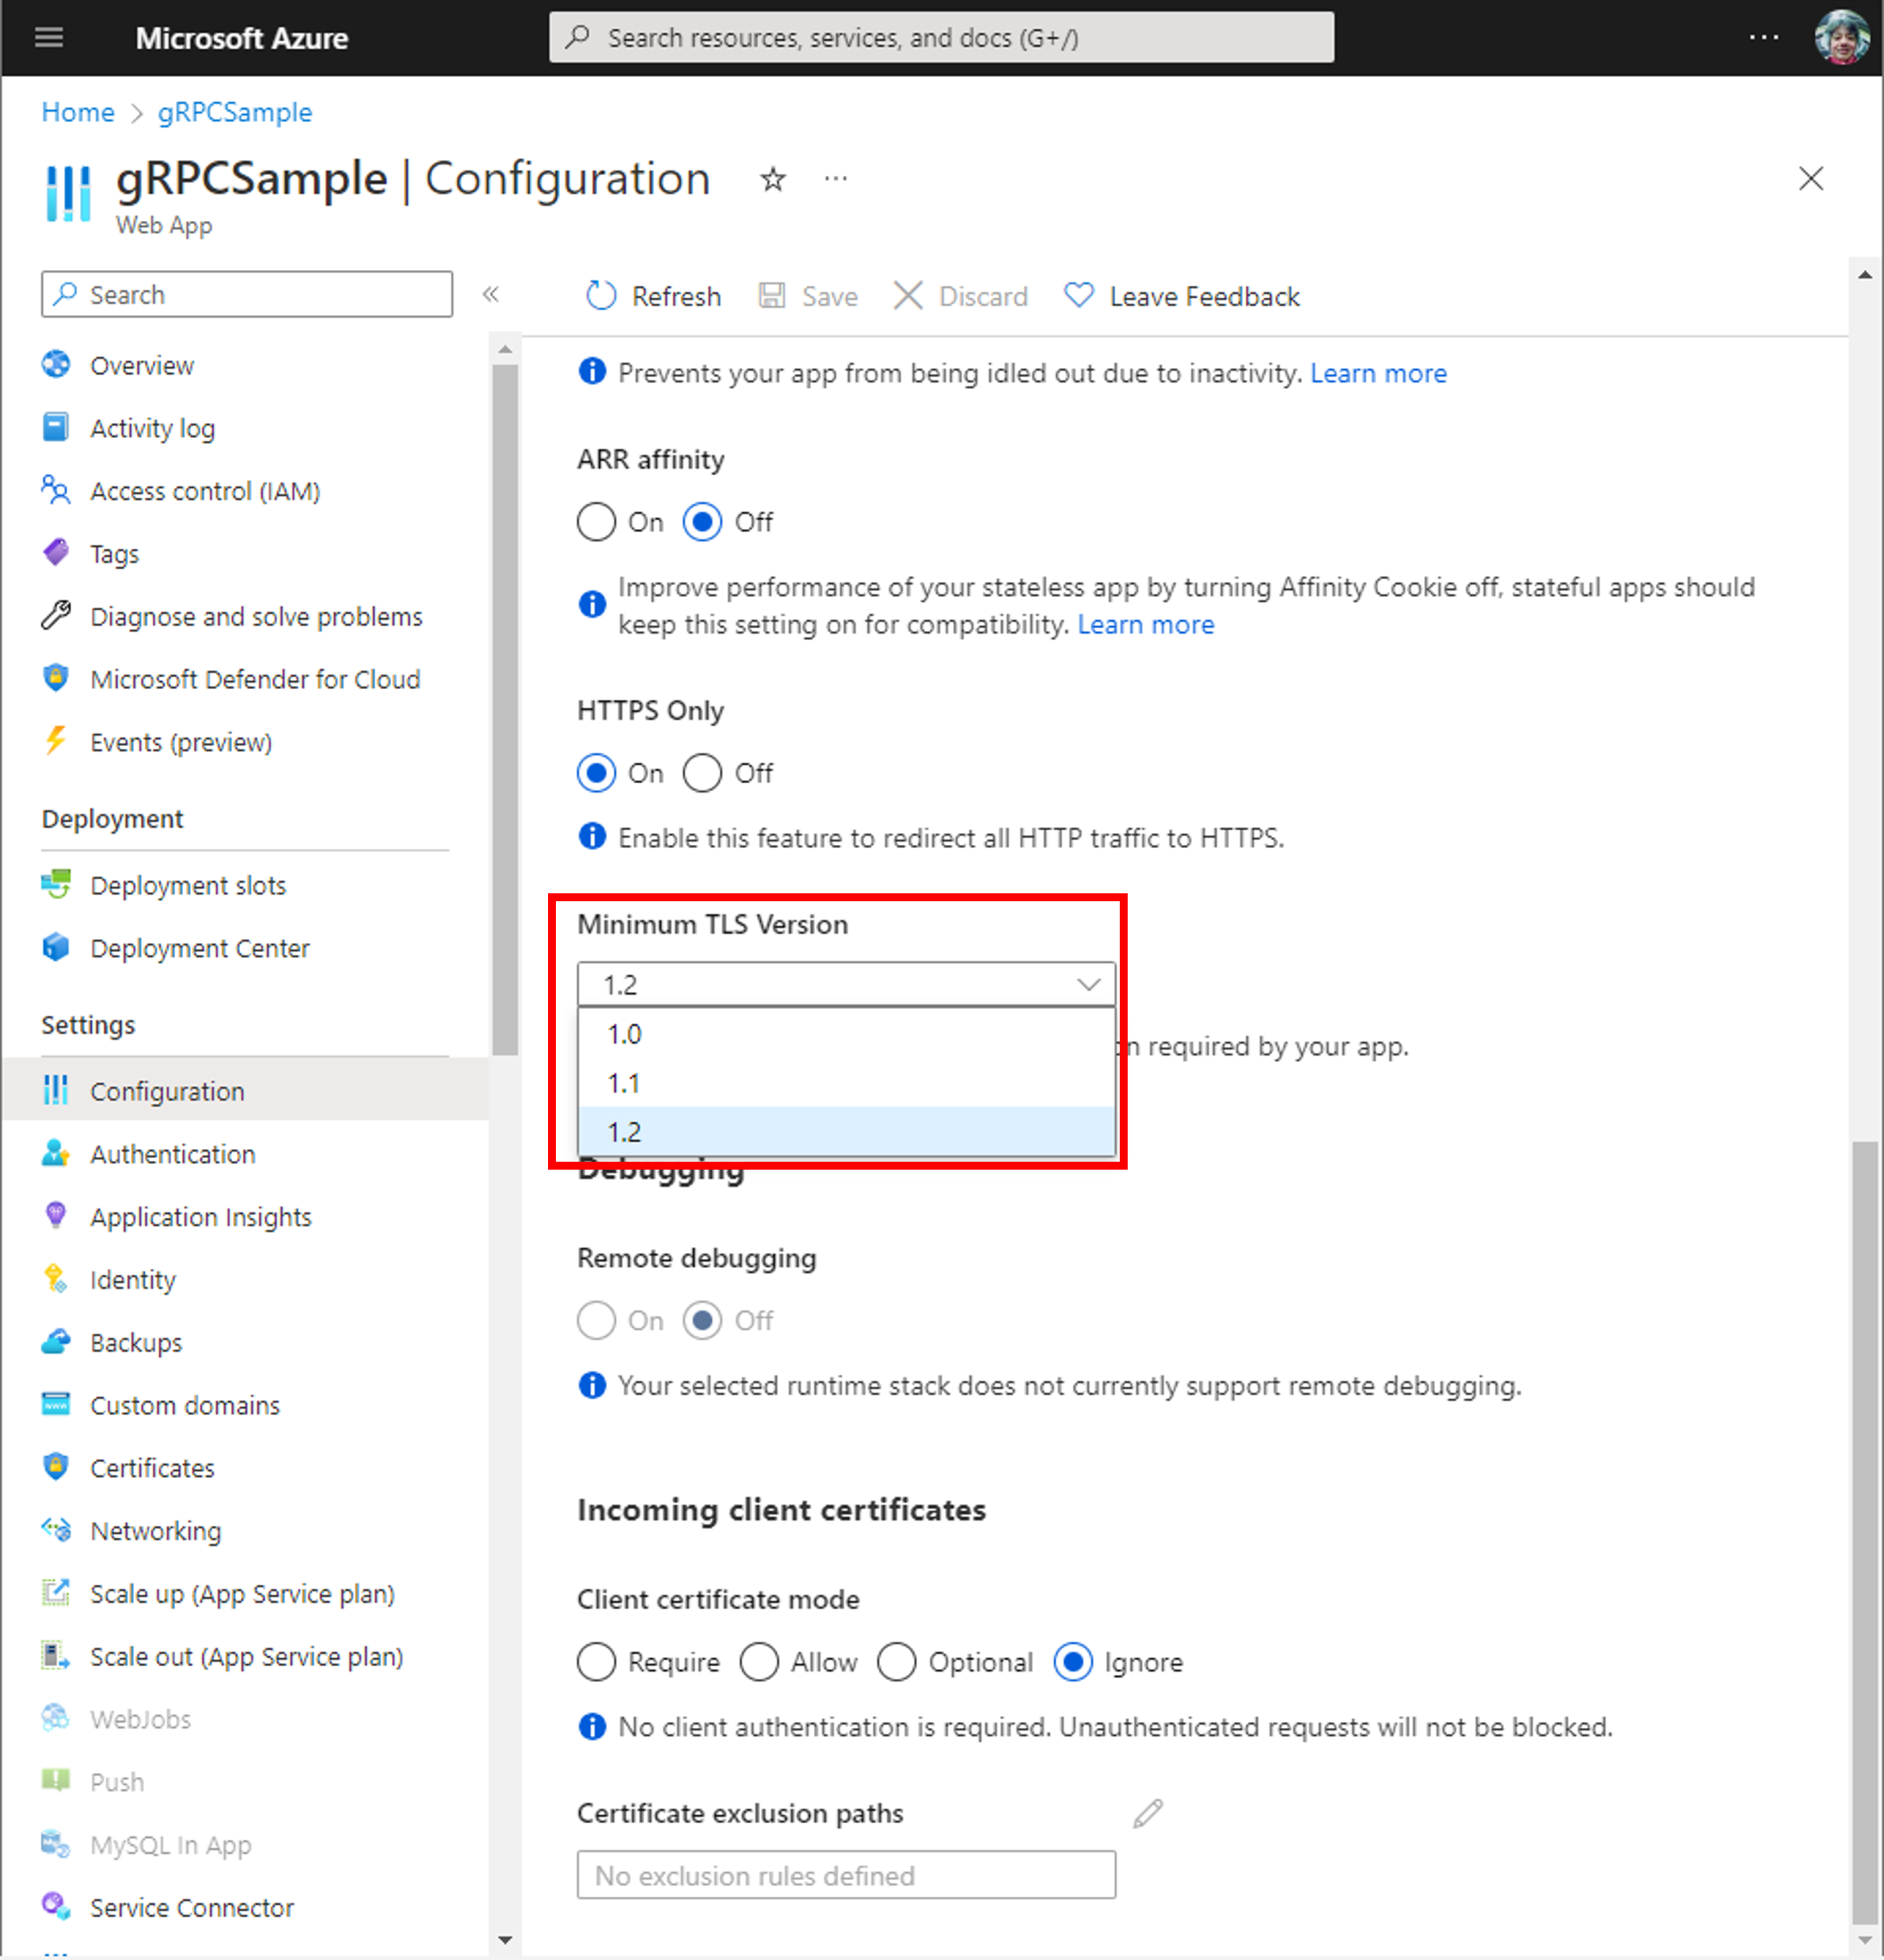 Microsoft Azure
Search resources, services, and docs (G+/)
Home > gRPCSample
gRPCSample | Configuration
Web App
Search
Overview
Activity log
Access control (IAM)
Tags
Diagnose and solve problems
Microsoft Defender for Cloud
Events (preview)
Deployment
Deployment slots
Deployment Center
Settings
Configuration
Authentication
Application Insights
Identity
Backups
Custom domains
Certificates
Networking
Scale up (App Service plan)
Scale out (App Service plan)
WebJobs
Push
MySQL In App
Service Connector
Refresh Save Discard Leave Feedback
Prevents your app from being idled out due to inactivity. Learn more
ARR affinity
On Off
Improve performance of your stateless app by turning Affinity Cookie off, stateful apps should
keep this setting on for compatibility. Learn more
HTTPS Only
On Off
Enable this feature to redirect all HTTP traffic to HTTPS.
Minimum TLS Version
1.2
1.0
n required by your app.
1.1
1.2
Debugging
Remote debugging
On Off
Your selected runtime stack does not currently support remote debugging.
Incoming client certificates
Client certificate mode
Require Allow Optional Ignore
No client authentication is required. Unauthenticated requests will not be blocked.
Certificate exclusion paths
No exclusion rules defined